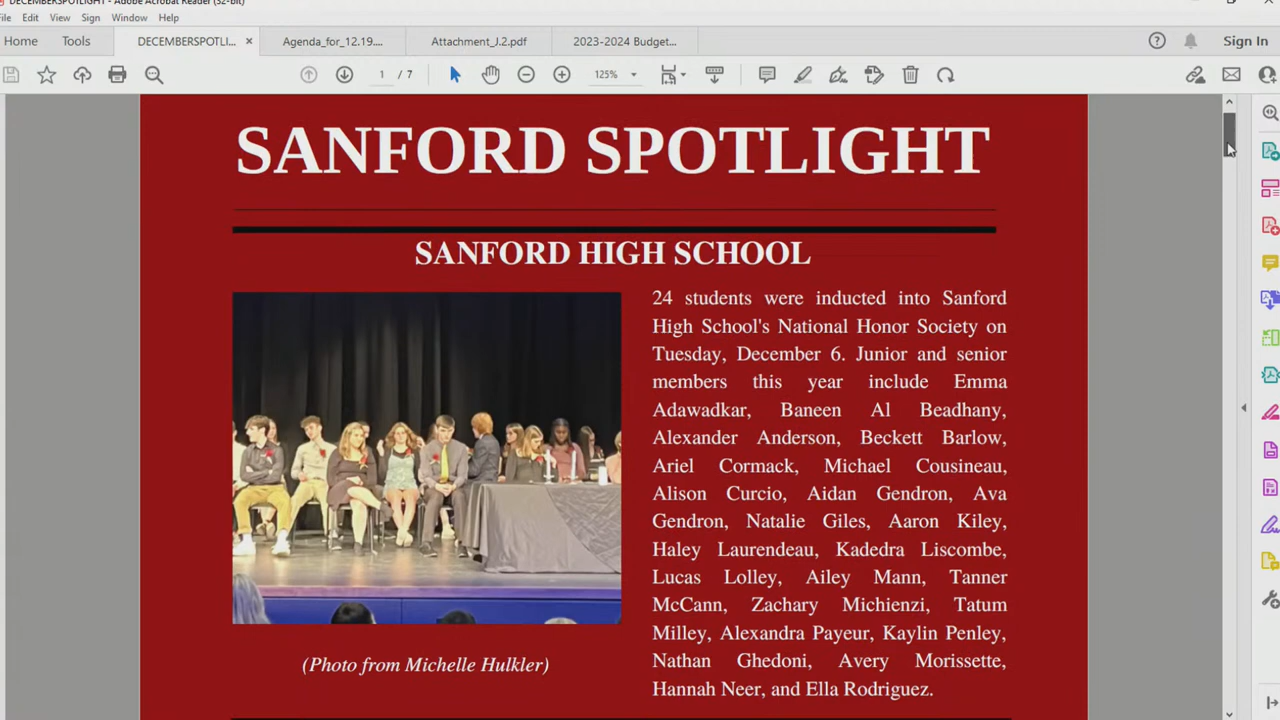 DECEMBERSPOTLIGHT - Adobe Acrobat Reader (32-bit)
File Edit View Sign Window Help
Home Tools DECEMBERSPOTLI... × Agenda_for_12.19.... Attachment_J.2.pdf 2023-2024 Budget... Sign In
1 / 7 125%
SANFORD SPOTLIGHT
SANFORD HIGH SCHOOL
24 students were inducted into Sanford
High School's National Honor Society on
Tuesday, December 6. Junior and senior
members this year include Emma
Adawadkar, Baneen Al Beadhany,
Alexander Anderson, Beckett Barlow,
Ariel Cormack, Michael Cousineau,
Alison Curcio, Aidan Gendron, Ava
Gendron, Natalie Giles, Aaron Kiley,
Haley Laurendeau, Kadedra Liscombe,
Lucas Lolley, Ailey Mann, Tanner
McCann, Zachary Michienzi, Tatum
Milley, Alexandra Payeur, Kaylin Penley,
Nathan Ghedoni, Avery Morissette,
Hannah Neer, and Ella Rodriguez.
(Photo from Michelle Hulkler)